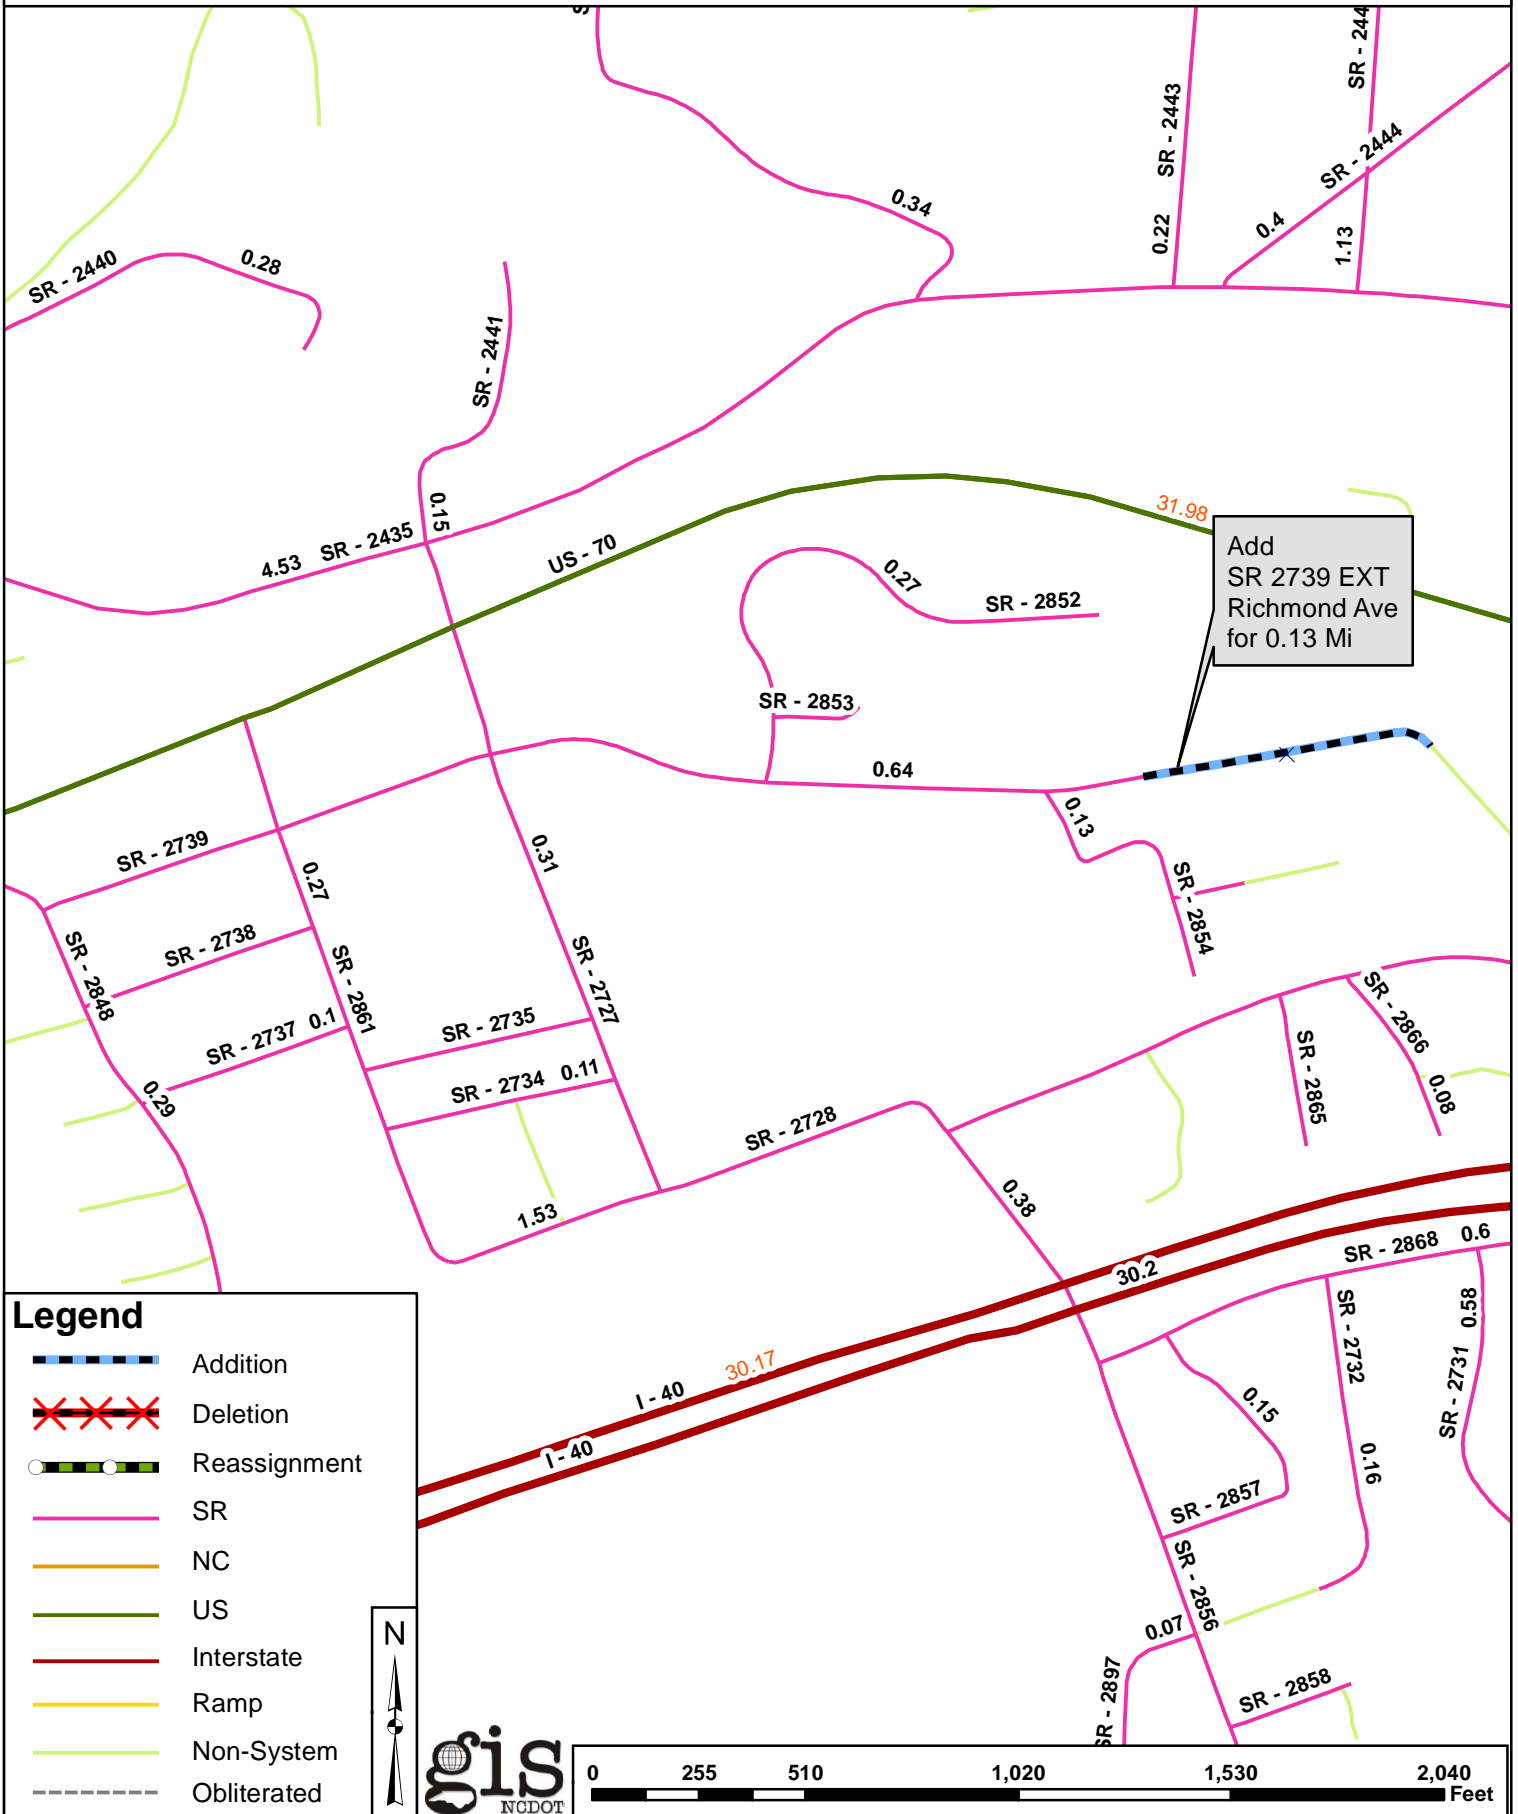 SR - 2443
SR - 244
SR - 2444
0.34
0.22
0.4
1.13
SR - 2440
0.28
SR - 2441
0.15
4.53
SR - 2435
US - 70
31.98
Add
SR 2739 EXT
Richmond Ave
for 0.13 Mi
0.27
SR - 2852
SR - 2853
0.64
0.13
SR - 2739
0.31
0.27
SR - 2854
SR - 2738
SR - 2848
SR - 2861
SR - 2727
SR - 2737
0.1
SR - 2735
SR - 2734
0.11
0.29
SR - 2866
SR - 2865
0.08
SR - 2728
1.53
0.38
30.2
SR - 2868
0.6
I - 40
30.17
I - 40
SR - 2732
0.58
SR - 2731
0.15
0.16
SR - 2857
SR - 2856
0.07
SR - 2897
SR - 2858
Legend
Addition
Deletion
Reassignment
SR
NC
US
Interstate
Ramp
Non-System
Obliterated
N
gis
NCDOT
0 255 510 1,020 1,530 2,040
Feet